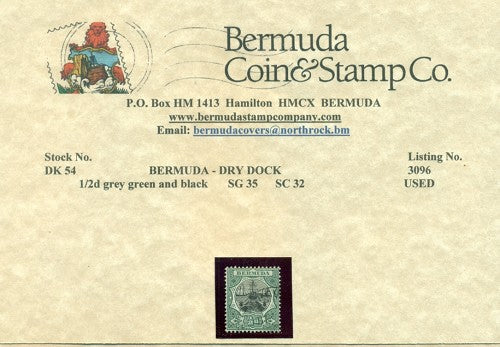 Bermuda
Coin&Stamp Co.
P.O. Box HM 1413 Hamilton HMCX BERMUDA
www.bermudastampcompany.com
Email: bermudacovers@northrock.bm
Stock No. Listing No.
DK 54 BERMUDA - DRY DOCK 3096
1/2d grey green and black SG 35 SC 32 USED
BERMUDA